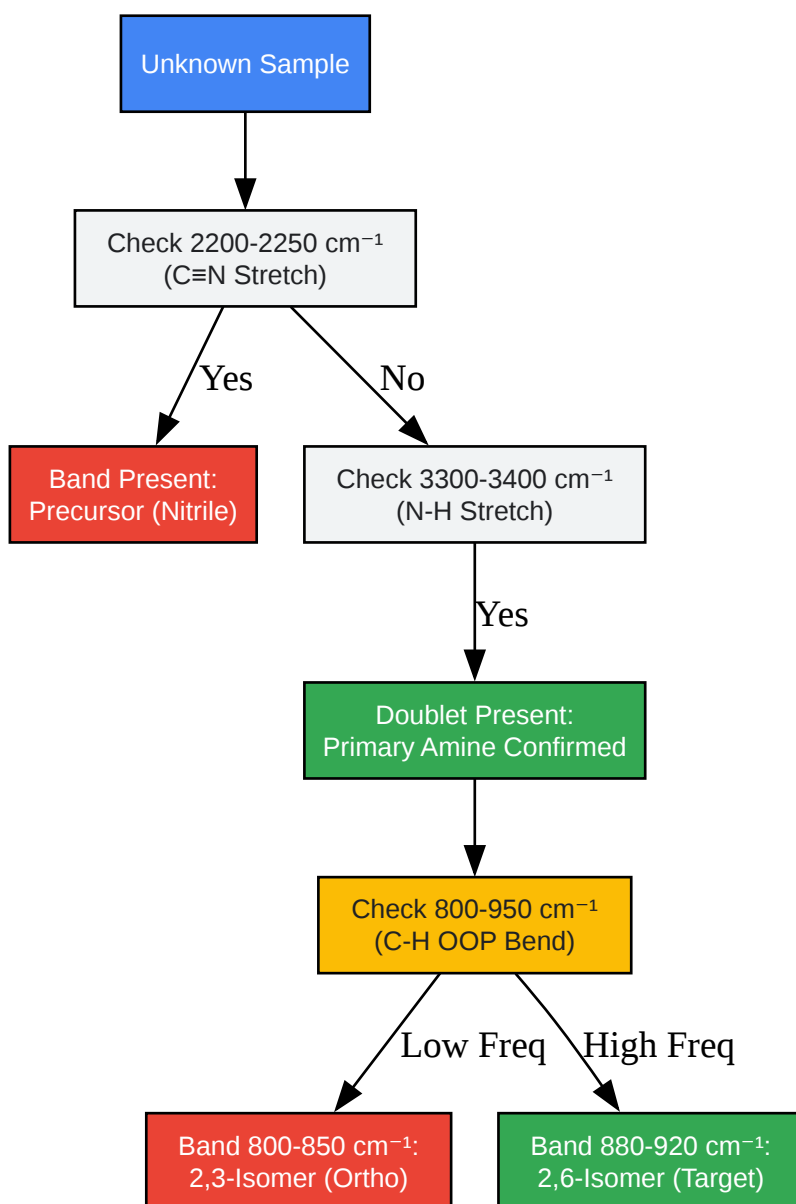 Unknown Sample
Check 2200-2250 cm⁻¹
(C≡N Stretch)
Yes
No
Band Present:
Precursor (Nitrile)
Check 3300-3400 cm⁻¹
(N-H Stretch)
Yes
Doublet Present:
Primary Amine Confirmed
Check 800-950 cm⁻¹
(C-H OOP Bend)
Low Freq
High Freq
Band 800-850 cm⁻¹:
2,3-Isomer (Ortho)
Band 880-920 cm⁻¹:
2,6-Isomer (Target)